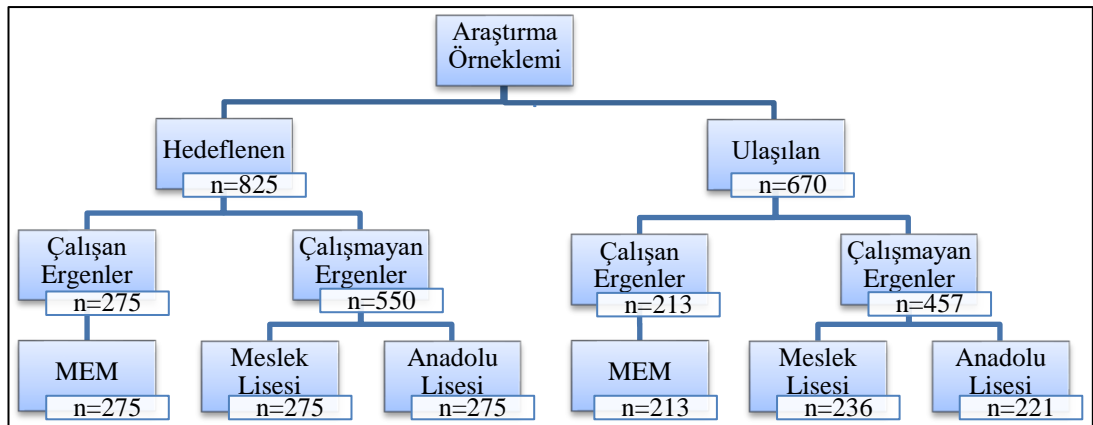 Araştırma
Örneklemi
Hedeflenen
n=825
Ulaşılan
n=670
Çalışan
Ergenler
n=275
Çalışmayan
Ergenler
n=550
Çalışan
Ergenler
n=213
Çalışmayan
Ergenler
n=457
MEM
n=275
Meslek
Lisesi
n=275
Anadolu
Lisesi
n=275
MEM
n=213
Meslek
Lisesi
n=236
Anadolu
Lisesi
n=221